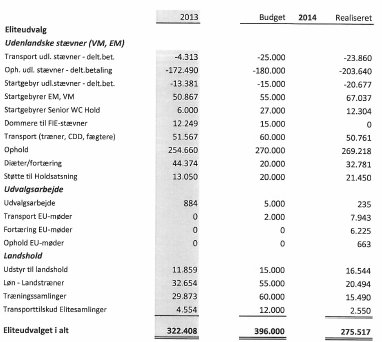 2013 Budget 2014 Realiseret
Eliteudvalg
Udenlandske stævner (VM, EM)
Transport udl. stævner - delt.bet. -4.313 -25.000 -23.860
Oph. udl. stævner - delt.betaling -172.490 -180.000 -203.640
Startgebyr udl.stævner - delt.bet. -13.381 -15.000 -20.677
Startgebyrer EM, VM 50.867 55.000 67.037
Startgebyrer Senior WC Hold 6.000 27.000 12.304
Dommere til FIE-stævner 12.249 15.000 0
Transport (træner, CDD, fægtere) 51.567 60.000 50.761
Ophold 254.660 270.000 269.218
Diæter/fortæring 44.374 20.000 32.781
Støtte til Holdsatsning 13.050 20.000 21.450
Udvalgsarbejde
Udvalgsarbejde 884 5.000 235
Transport EU-møder 0 2.000 7.943
Fortæring EU-møder 0 0 6.225
Ophold EU-møder 0 0 663
Landshold
Udstyr til landshold 11.859 15.000 16.544
Løn - Landstræner 32.654 55.000 20.494
Træningssamlinger 29.873 60.000 15.490
Transporttilskud Elitesamlinger 4.554 12.000 2.550
Eliteudvalget i alt 322.408 396.000 275.517